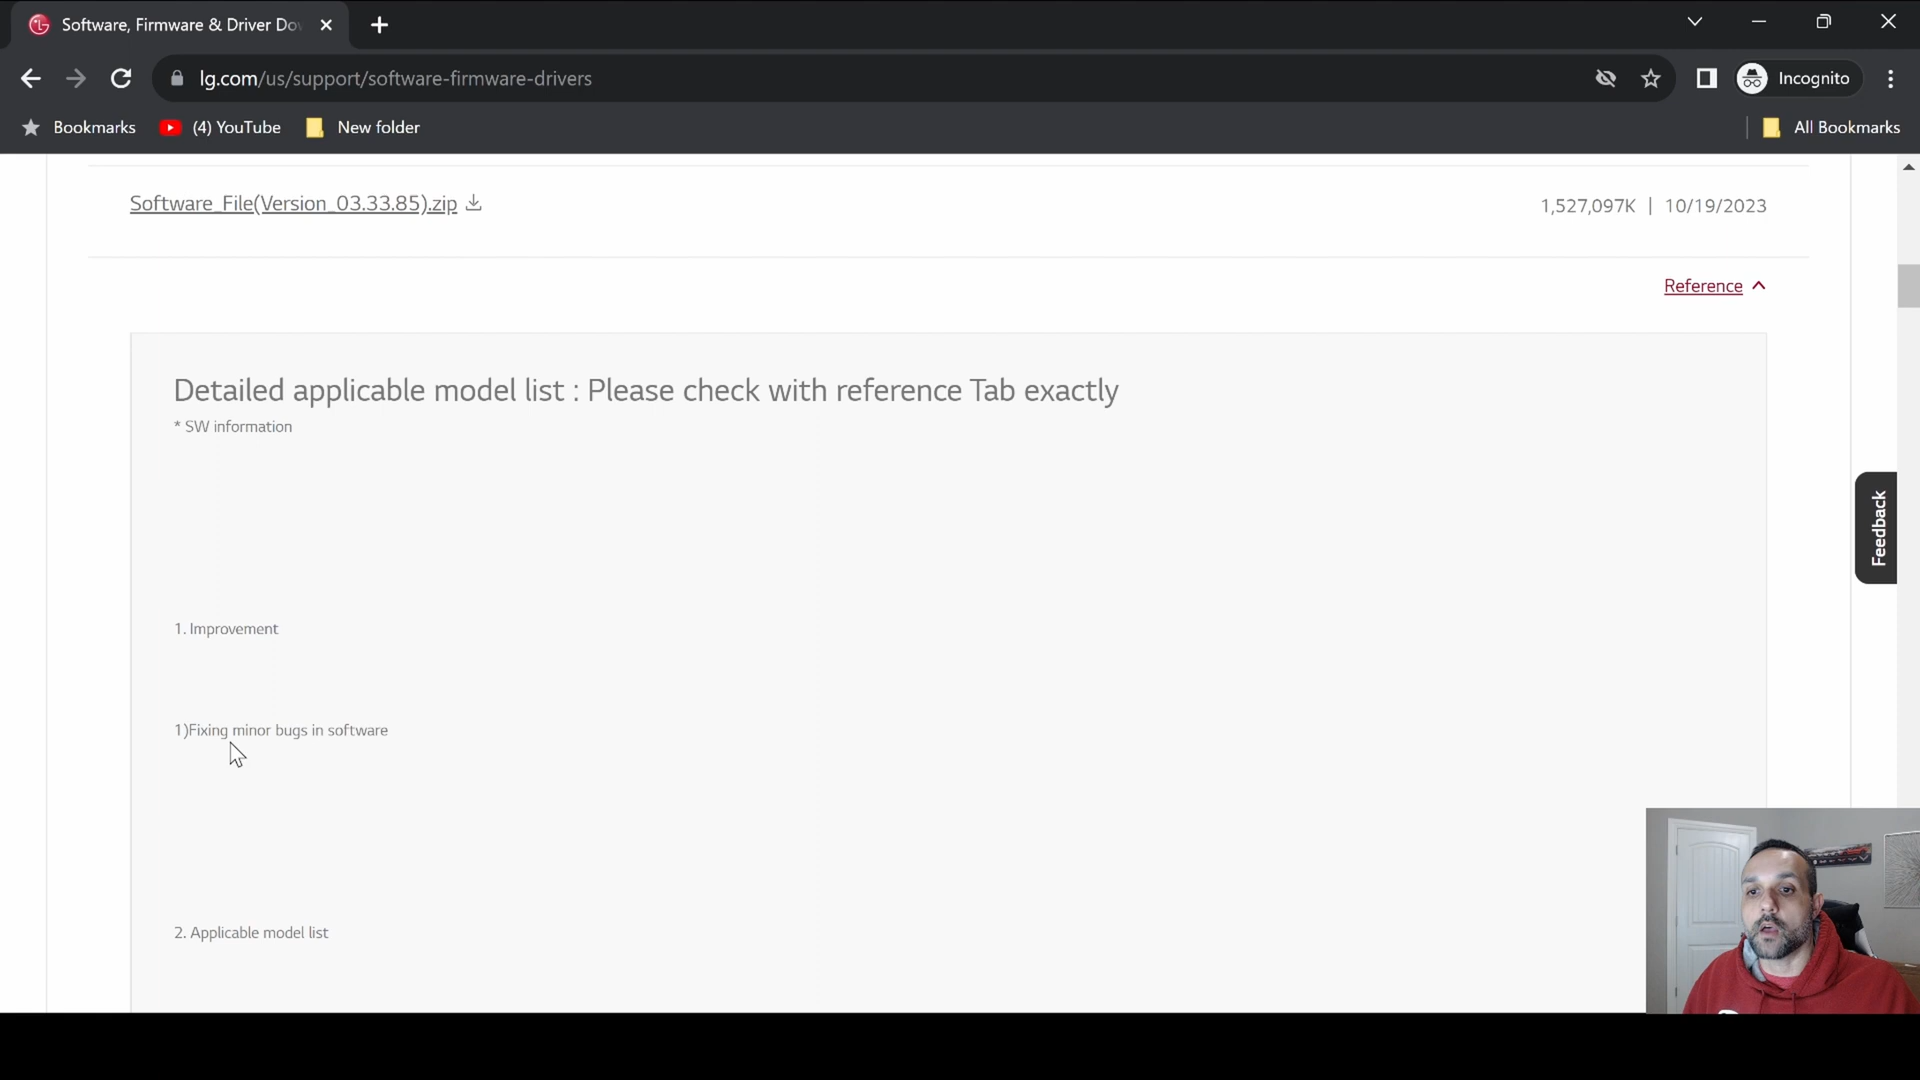 Software, Firmware & Driver Dov
lg.com/us/support/software-firmware-drivers
Incognito
Bookmarks
(4) YouTube
New folder
All Bookmarks
Software_File(Version_03.33.85).zip
1,527,097K | 10/19/2023
Reference
Detailed applicable model list : Please check with reference Tab exactly
* SW information
Feedback
1. Improvement
1)Fixing minor bugs in software
2. Applicable model list